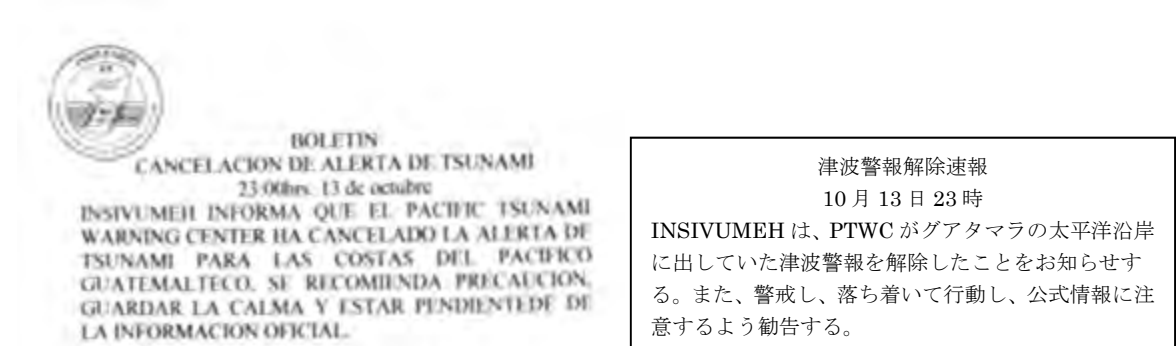 BOLETIN
CANCELACION DE ALERTA DE TSUNAMI
23:00hrs. 13 de octubre
INSIVUMEH INFORMA QUE EL PACIFIC TSUNAMI
WARNING CENTER HA CANCELADO LA ALERTA DE
TSUNAMI PARA LAS COSTAS DEL PACIFICO
GUATEMALTECO. SE RECOMIENDA PRECAUCION,
GUARDAR LA CALMA Y ESTAR PENDIENTEDE DE
LA INFORMACION OFICIAL.
津波警報解除速報
10 月 13 日 23 時
INSIVUMEH は、PTWC がグアタマラの太平洋沿岸
に出していた津波警報を解除したことをお知らせす
る。また、警戒し、落ち着いて行動し、公式情報に注
意するよう勧告する。